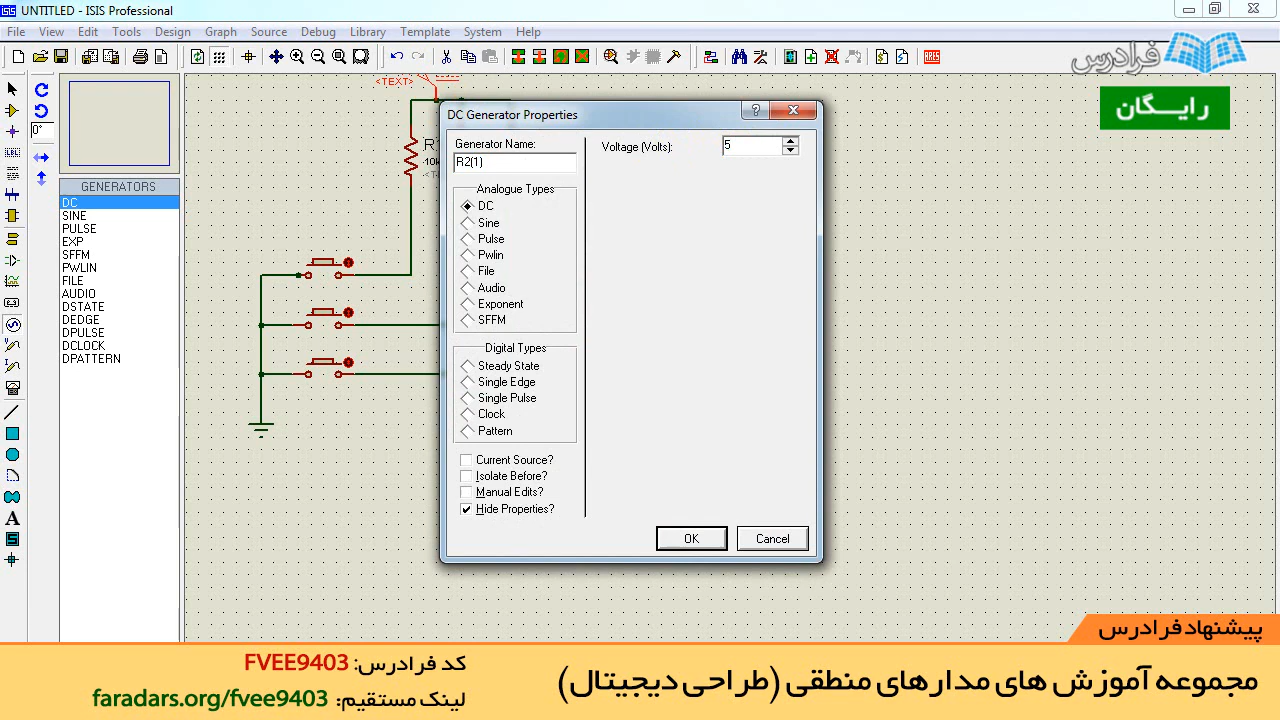 UNTITLED - ISIS Professional
File View Edit Tools Design Graph Source Debug Library Template System Help
فرادرس
رایـــگان
0°
GENERATORS
DC
SINE
PULSE
EXP
SFFM
PWLIN
FILE
AUDIO
DSTATE
DEDGE
DPULSE
DCLOCK
DPATTERN
<TEXT>
DC Generator Properties
Generator Name:
R2(1)
Voltage (Volts):
5
Analogue Types
DC
Sine
Pulse
Pwlin
File
Audio
Exponent
SFFM
Digital Types
Steady State
Single Edge
Single Pulse
Clock
Pattern
Current Source?
Isolate Before?
Manual Edits?
Hide Properties?
OK
Cancel
پیشنهاد فرادرس
مجموعه آموزش های مدارهای منطقی (طراحی دیجیتال)
کد فرادرس: FVEE9403
لینک مستقیم: faradars.org/fvee9403